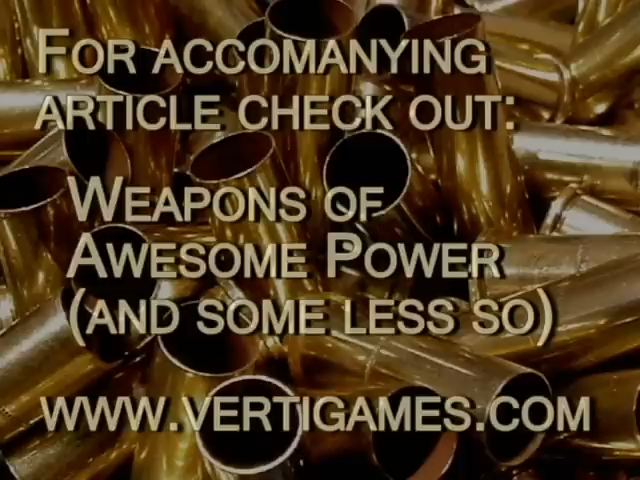 For accomanying
article check out:
Weapons of
Awesome Power
(and some less so)
www.vertigames.com